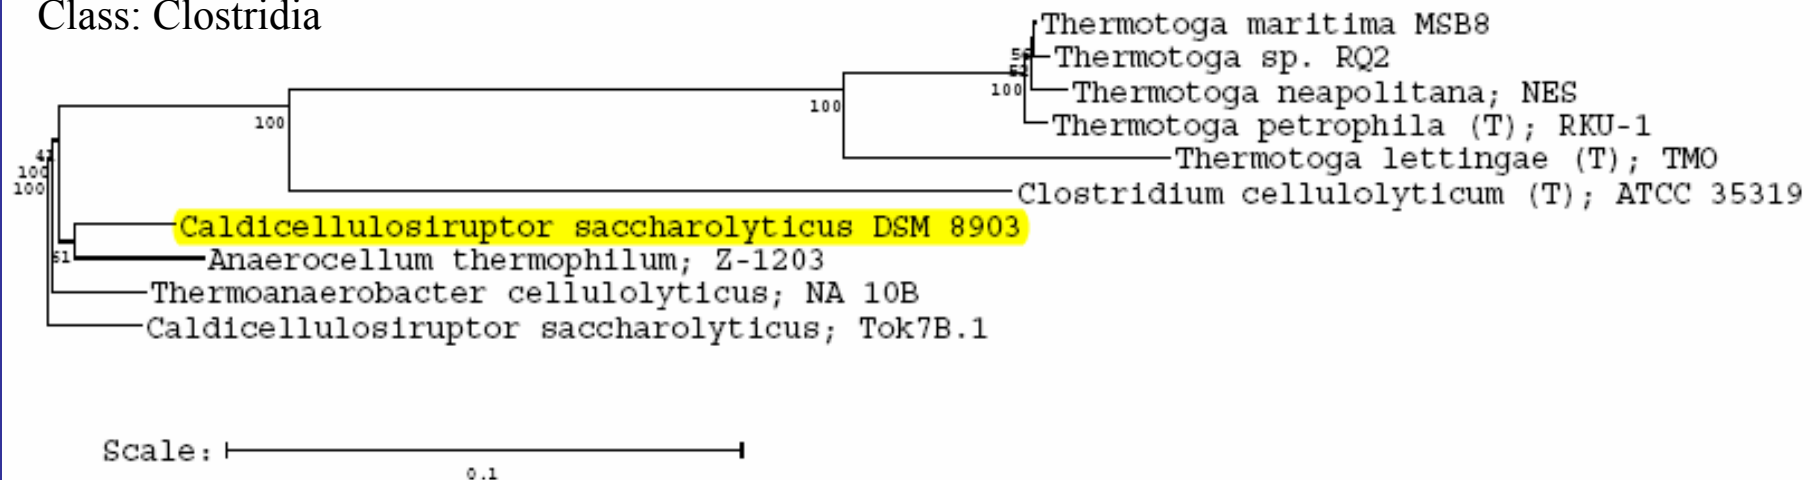 Class: Clostridia
Thermotoga maritima MSB8
Thermotoga sp. RQ2
100
Thermotoga neapolitana; NES
100
100
Thermotoga petrophila (T); RKU-1
Thermotoga lettingae (T); TMO
100
100
Clostridium cellulolyticum (T); ATCC 35319
Caldicellulosiruptor saccharolyticus DSM 8903
Anaerocellum thermophilum; Z-1203
Thermoanaerobacter cellulolyticus; NA 10B
Caldicellulosiruptor saccharolyticus; Tok7B.1
Scale:
0.1